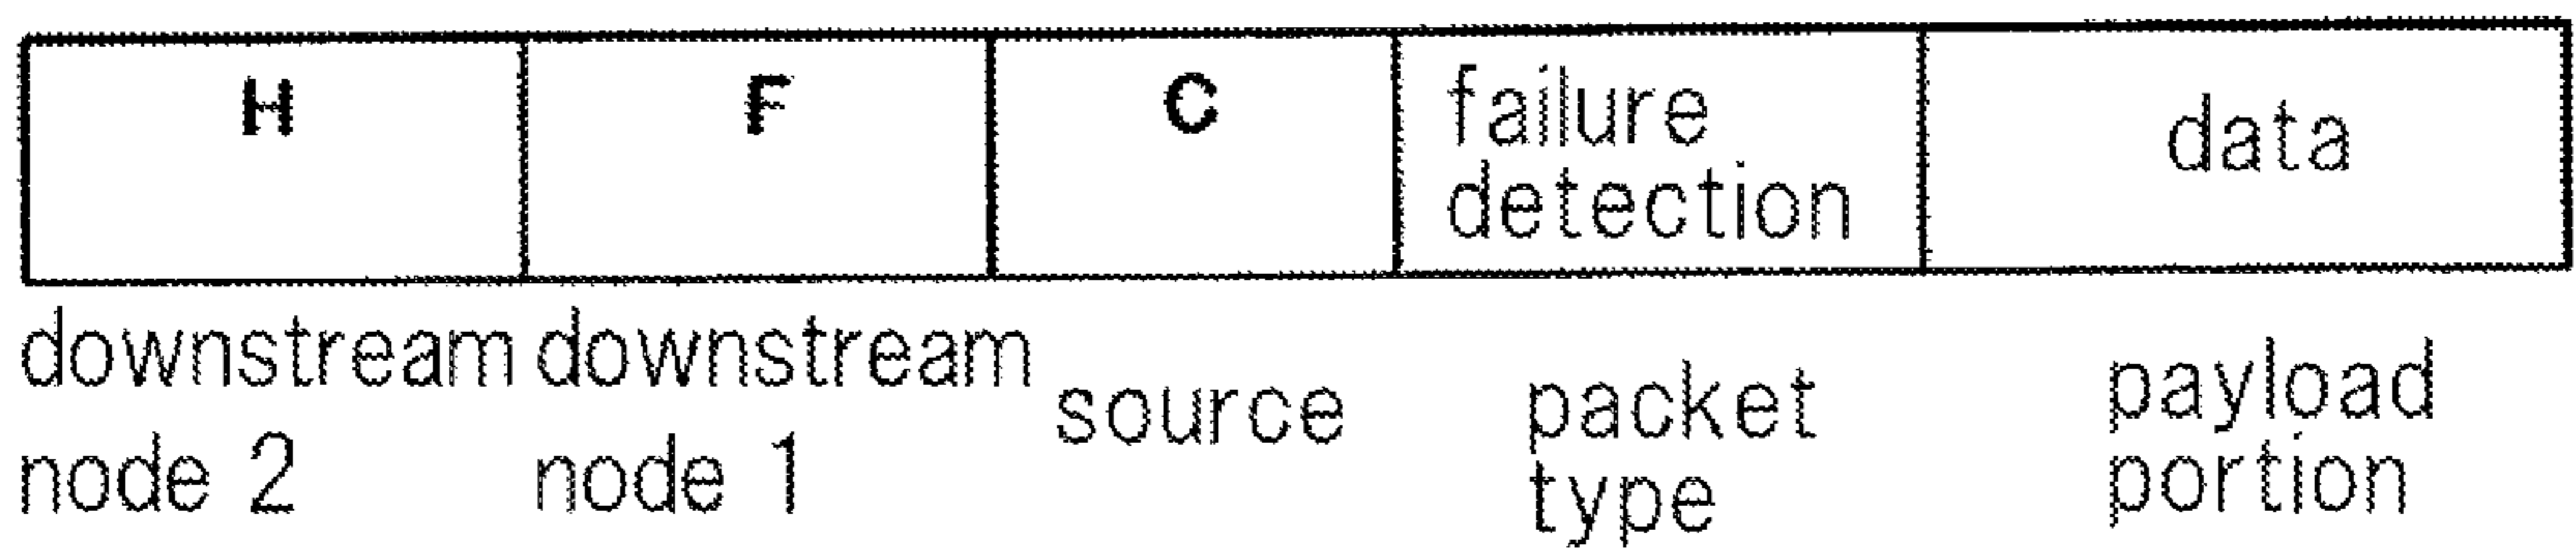 H F C failure detection data
downstream node 2
downstream node 1
source
packet type
payload portion